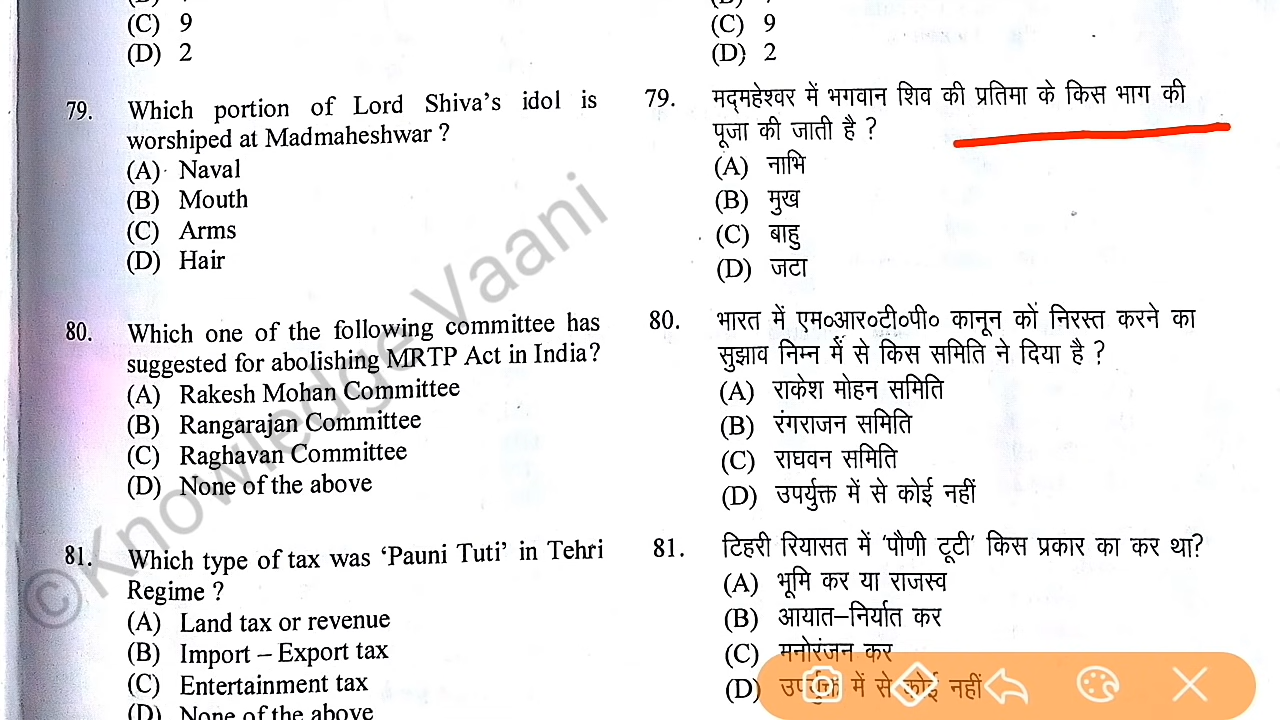 (C) 9
(D) 2
79. Which portion of Lord Shiva's idol is
worshiped at Madmaheshwar ?
(A) Naval
(B) Mouth
(C) Arms
(D) Hair
80. Which one of the following committee has
suggested for abolishing MRTP Act in India?
(A) Rakesh Mohan Committee
(B) Rangarajan Committee
(C) Raghavan Committee
(D) None of the above
81. Which type of tax was 'Pauni Tuti' in Tehri
Regime ?
(A) Land tax or revenue
(B) Import – Export tax
(C) Entertainment tax
(D) None of the above
(C) 9
(D) 2
79. मद्महेश्वर में भगवान शिव की प्रतिमा के किस भाग की
पूजा की जाती है ?
(A) नाभि
(B) मुख
(C) बाहु
(D) जटा
80. भारत में एम०आर०टी०पी० कानून कों निरस्त करने का
सुझाव निम्न में से किस समिति ने दिया है ?
(A) राकेश मोहन समिति
(B) रंगराजन समिति
(C) राघवन समिति
(D) उपर्युक्त में से कोई नहीं
81. टिहरी रियासत में 'पौणी टूटी' किस प्रकार का कर था?
(A) भूमि कर या राजस्व
(B) आयात–निर्यात कर
(C) मनोरंजन कर
(D) उपर्युक्त में से कोई नहीं
©Knowledge Vaani